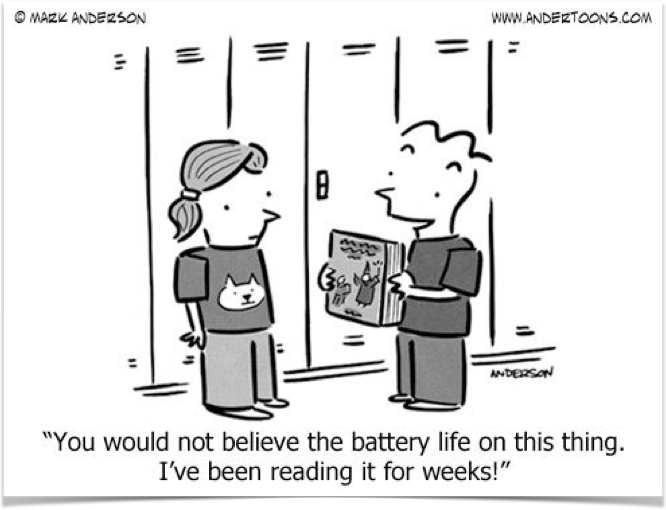 © MARK ANDERSON
WWW.ANDERTOONS.COM
ANDERSON
“You would not believe the battery life on this thing.
I’ve been reading it for weeks!”